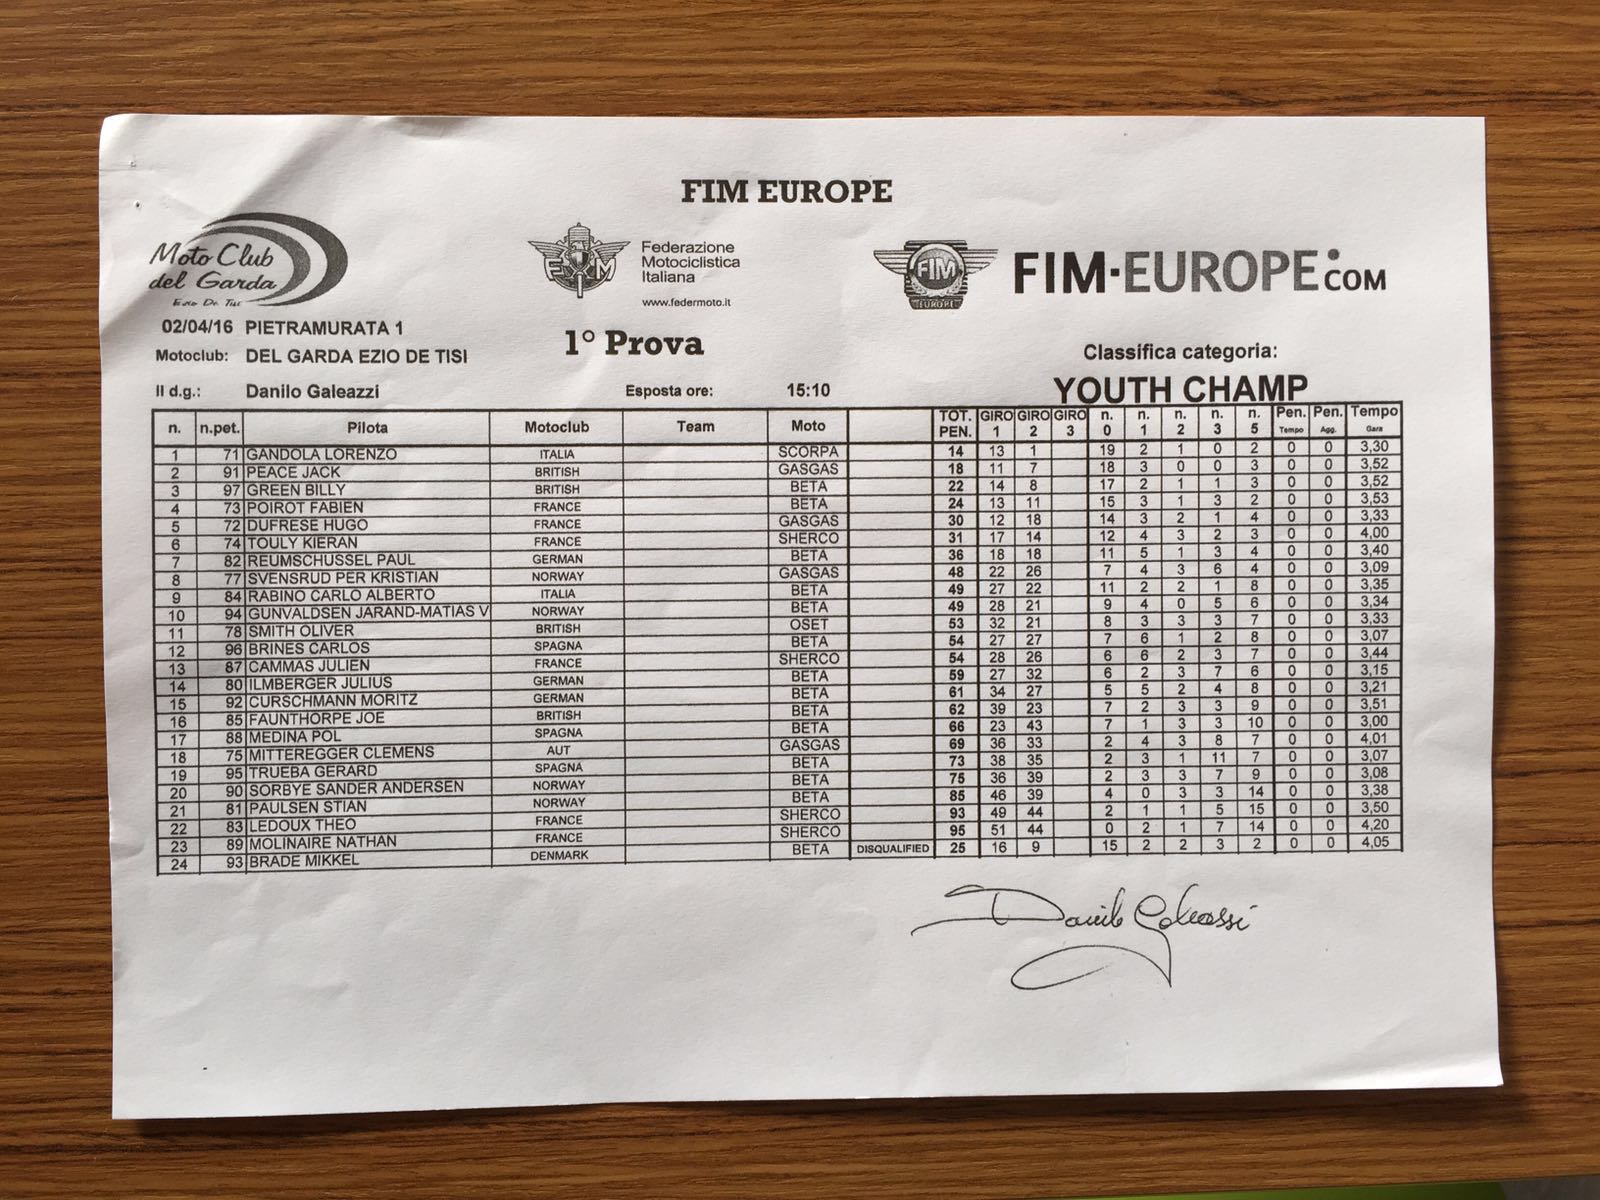 FIM EUROPE
Moto Club
del Garda
Ezio De Tisi
Federazione
Motociclistica
Italiana
www.federmoto.it
FIM
EUROPE
FIM-EUROPE.COM
02/04/16 PIETRAMURATA 1
1° Prova
Motoclub: DEL GARDA EZIO DE TISI
Classifica categoria:
Il d.g.: Danilo Galeazzi Esposta ore: 15:10
YOUTH CHAMP
n. n.pet. Pilota Motoclub Team Moto TOT. PEN. GIRO 1 GIRO 2 GIRO 3 n. 0 n. 1 n. 2 n. 3 n. 5 Pen. Tempo Pen. Agg. Tempo Gara
1 71 GANDOLA LORENZO ITALIA SCORPA 14 13 1 19 2 1 0 2 0 0 3,30
2 91 PEACE JACK BRITISH GASGAS 18 11 7 18 3 0 0 3 0 0 3,52
3 97 GREEN BILLY BRITISH BETA 22 14 8 17 2 1 1 3 0 0 3,52
4 73 POIROT FABIEN FRANCE BETA 24 13 11 15 3 1 3 2 0 0 3,53
5 72 DUFRESE HUGO FRANCE GASGAS 30 12 18 14 3 2 1 4 0 0 3,33
6 74 TOULY KIERAN FRANCE SHERCO 31 17 14 12 4 3 2 3 0 0 4,00
7 82 REUMSCHUSSEL PAUL GERMAN BETA 36 18 18 11 5 1 3 4 0 0 3,40
8 77 SVENSRUD PER KRISTIAN NORWAY GASGAS 48 22 26 7 4 3 6 4 0 0 3,09
9 84 RABINO CARLO ALBERTO ITALIA BETA 49 27 22 11 2 2 1 8 0 0 3,35
10 94 GUNVALDSEN JARAND-MATIAS V NORWAY BETA 49 28 21 9 4 0 5 6 0 0 3,34
11 78 SMITH OLIVER BRITISH OSET 53 32 21 8 3 3 3 7 0 0 3,33
12 96 BRINES CARLOS SPAGNA BETA 54 27 27 7 6 1 2 8 0 0 3,07
13 87 CAMMAS JULIEN FRANCE SHERCO 54 28 26 6 6 2 3 7 0 0 3,44
14 80 ILMBERGER JULIUS GERMAN BETA 59 27 32 6 2 3 7 6 0 0 3,15
15 92 CURSCHMANN MORITZ GERMAN BETA 61 34 27 5 5 2 4 8 0 0 3,21
16 85 FAUNTHORPE JOE BRITISH BETA 62 39 23 7 2 3 3 9 0 0 3,51
17 88 MEDINA POL SPAGNA BETA 66 23 43 7 1 3 3 10 0 0 3,00
18 75 MITTEREGGER CLEMENS AUT GASGAS 69 36 33 2 4 3 8 7 0 0 4,01
19 95 TRUEBA GERARD SPAGNA BETA 73 38 35 2 3 1 11 7 0 0 3,07
20 90 SORBYE SANDER ANDERSEN NORWAY BETA 75 36 39 2 3 3 7 9 0 0 3,08
21 81 PAULSEN STIAN NORWAY BETA 85 46 39 4 0 3 3 14 0 0 3,38
22 83 LEDOUX THEO FRANCE SHERCO 93 49 44 2 1 1 5 15 0 0 3,50
23 89 MOLINAIRE NATHAN FRANCE SHERCO 95 51 44 0 2 1 7 14 0 0 4,20
24 93 BRADE MIKKEL DENMARK BETA DISQUALIFIED 25 16 9 15 2 2 3 2 0 0 4,05
Danilo Galeazzi